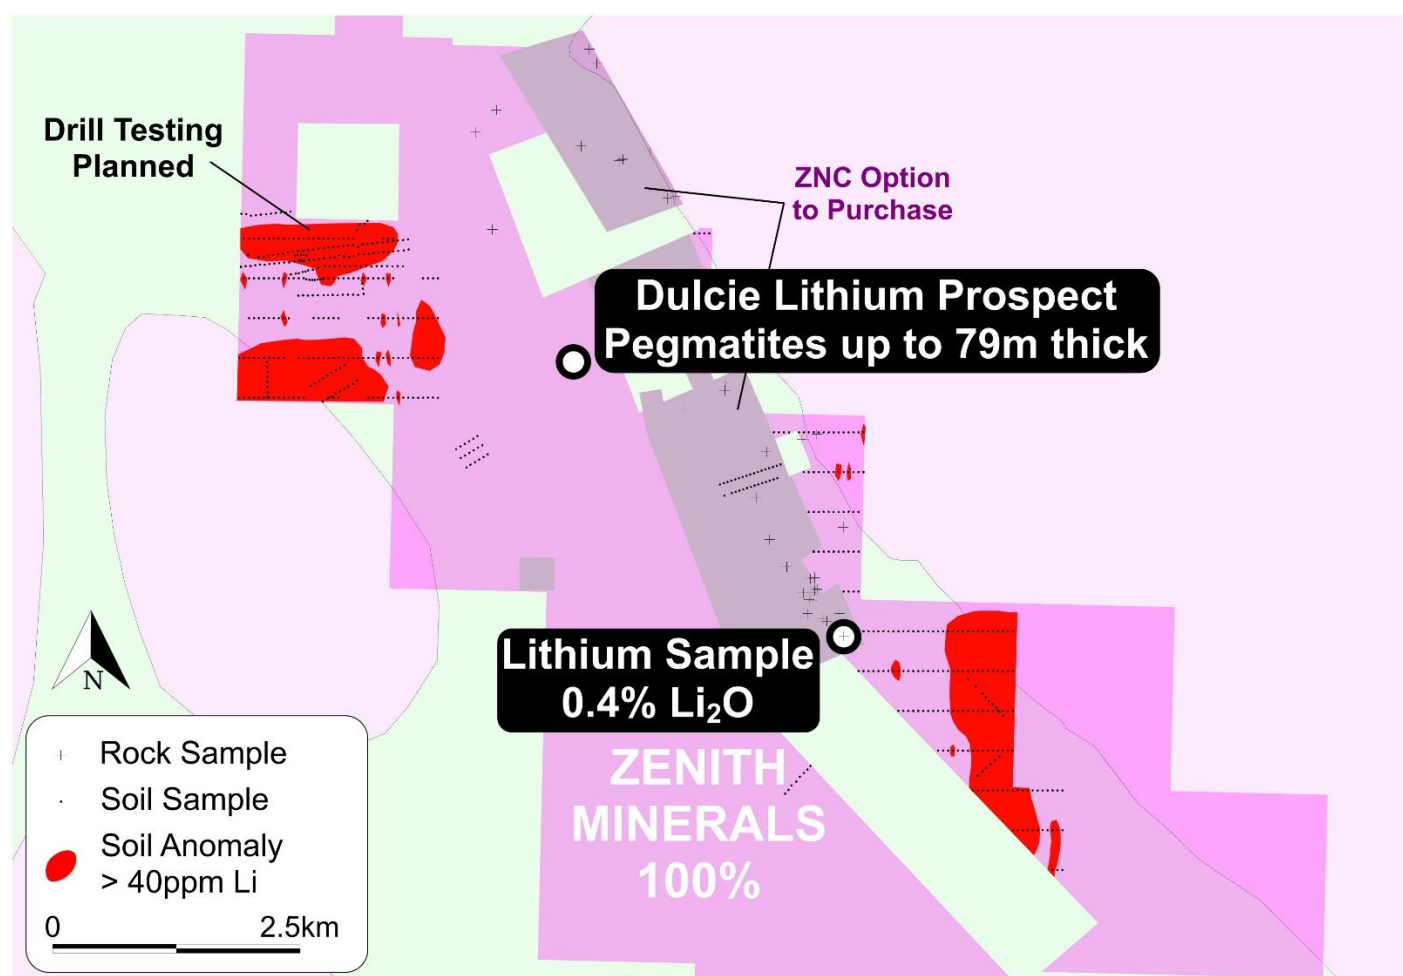 Drill Testing
Planned
ZNC Option
to Purchase
Dulcie Lithium Prospect
Pegmatites up to 79m thick
Lithium Sample
0.4% Li₂O
ZENITH
MINERALS
100%
N
Rock Sample
Soil Sample
Soil Anomaly
> 40ppm Li
0 2.5km